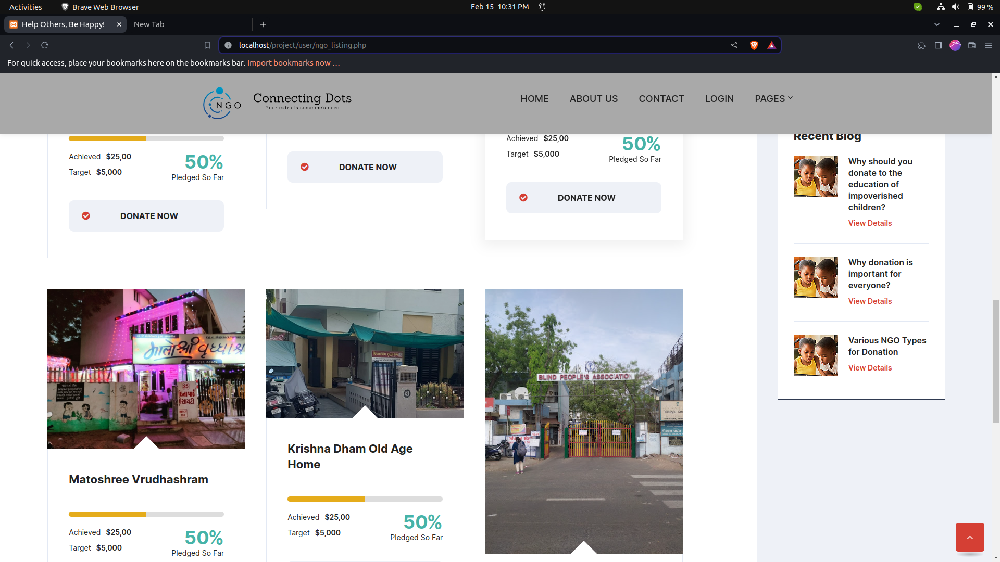 Activities
Brave Web Browser
Feb 15 10:31 PM
99 %
Help Others, Be Happy!
New Tab
localhost/project/user/ngo_listing.php
For quick access, place your bookmarks here on the bookmarks bar. Import bookmarks now …
NGO
Connecting Dots
Your extra is someone's need
HOME
ABOUT US
CONTACT
LOGIN
PAGES
Achieved $25,00
Target $5,000
50%
Pledged So Far
DONATE NOW
DONATE NOW
Achieved $25,00
Target $5,000
50%
Pledged So Far
DONATE NOW
માતોશ્રી વૃધ્ધાશ્ર
25
Matoshree Vrudhashram
Achieved $25,00
Target $5,000
50%
Pledged So Far
3
Krishna Dham Old Age
Home
Achieved $25,00
Target $5,000
50%
Pledged So Far
BLIND PEOPLE'S ASSOCIATION
Recent Blog
Why should you
donate to the
education of
impoverished
children?
View Details
Why donation is
important for
everyone?
View Details
Various NGO Types
for Donation
View Details